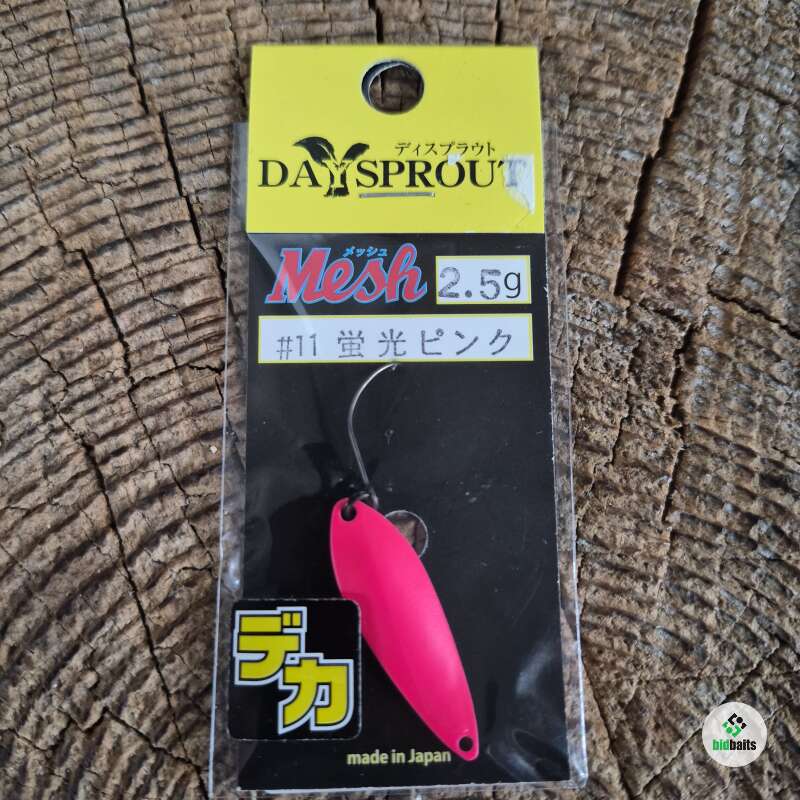 ディスプラウト
DAYSPROUT
メッシュ
Mesh 2.5g
#11 蛍光ピンク
デカ
made in Japan
bidbaits